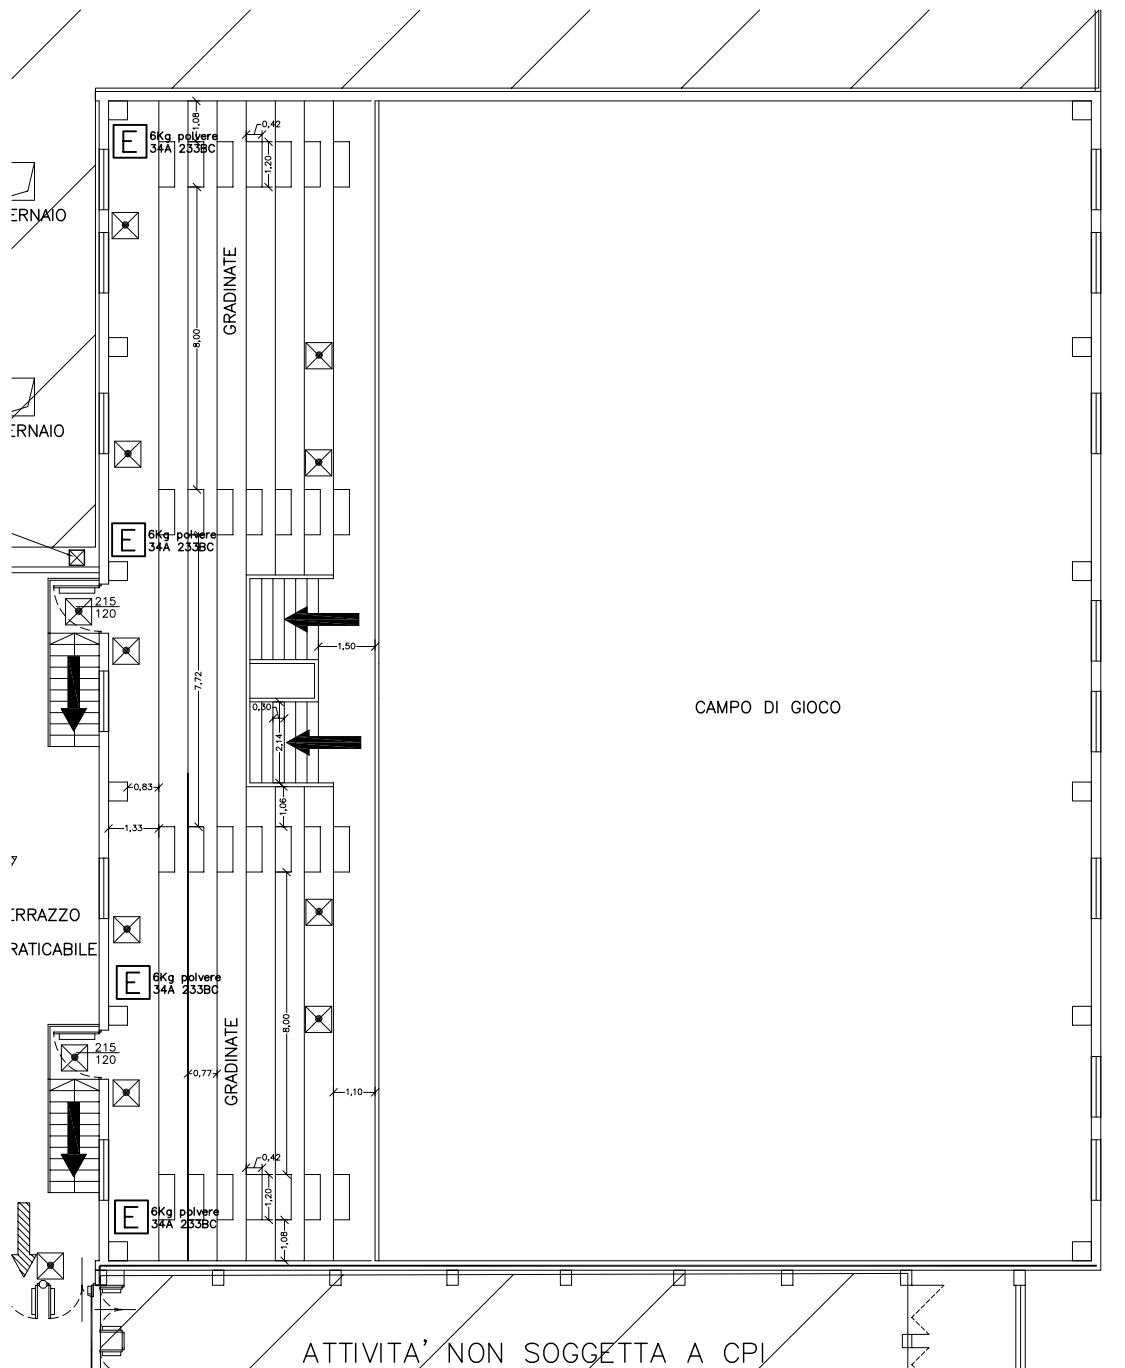 1,08
0,42
E
6Kg polvere
34A 233BC
1,20
ERNAIO
GRADINATE
8,00
ERNAIO
E
6Kg polvere
34A 233BC
215
120
1,50
7,72
0,30
2,14
CAMPO DI GIOCO
0,83
1,06
1,33
ERRAZZO
RATICABILE
E
6Kg polvere
34A 233BC
8,00
215
120
GRADINATE
0,77
1,10
0,42
1,20
E
6Kg polvere
34A 233BC
1,08
ATTIVITA' NON SOGGETTA A CPI